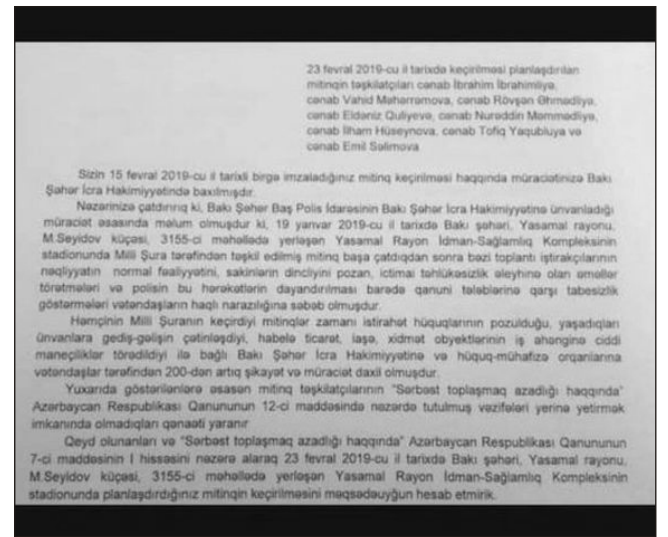 23 fevral 2019-cu il tarixdə keçirilməsi planlaşdırılan
mitinqin təşkilatçıları cənab İbrahim İbrahimliyə,
cənab Vahid Məhərrəmova, cənab Rövşən Əhmədliyə,
cənab Eldəniz Quliyevə, cənab Nurəddin Məmmədliyə,
cənab İlham Hüseynova, cənab Tofiq Yaqubluya və
cənab Emil Səlimova
Sizin 15 fevral 2019-cu il tarixli birgə imzaladığınız mitinq keçirilməsi haqqında müraciətinizə Bakı
Şəhər İcra Hakimiyyətində baxılmışdır.
Nəzərinizə çatdırırıq ki, Bakı Şəhər Baş Polis İdarəsinin Bakı Şəhər İcra Hakimiyyətinə ünvanladığı
müraciət əsasında məlum olmuşdur ki, 19 yanvar 2019-cu il tarixdə Bakı şəhəri, Yasamal rayonu,
M.Seyidov küçəsi, 3155-ci məhəllədə yerləşən Yasamal Rayon İdman-Sağlamlıq Kompleksinin
stadionunda Milli Şura tərəfindən təşkil edilmiş mitinq başa çatdıqdan sonra bəzi toplantı iştirakçılarının
nəqliyyatın normal fəaliyyətini, sakinlərin dincliyini pozan, ictimai təhlükəsizlik əleyhinə olan əməllər
törətmələri və polisin bu hərəkətlərin dayandırılması barədə qanuni tələblərinə qarşı tabesizlik
göstərmələri vətəndaşların haqlı narazılığına səbəb olmuşdur.
Həmçinin Milli Şuranın keçirdiyi mitinqlər zamanı istirahət hüquqlarının pozulduğu, yaşadıqları
ünvanlara gediş-gəlişin çətinləşdiyi, habelə ticarət, iaşə, xidmət obyektlərinin iş ahənginə ciddi
maneçiliklər törədildiyi ilə bağlı Bakı Şəhər İcra Hakimiyyətinə və hüquq-mühafizə orqanlarına
vətəndaşlar tərəfindən 200-dən artıq şikayət və müraciət daxil olmuşdur.
Yuxarıda göstərilənlərə əsasən mitinq təşkilatçılarının "Sərbəst toplaşmaq azadlığı haqqında"
Azərbaycan Respublikası Qanununun 12-ci maddəsində nəzərdə tutulmuş vəzifələri yerinə yetirmək
imkanında olmadıqları qənaəti yaranır
Qeyd olunanları və "Sərbəst toplaşmaq azadlığı haqqında" Azərbaycan Respublikası Qanununun
7-ci maddəsinin I hissəsini nəzərə alaraq 23 fevral 2019-cu il tarixdə Bakı şəhəri, Yasamal rayonu,
M.Seyidov küçəsi, 3155-ci məhəllədə yerləşən Yasamal Rayon İdman-Sağlamlıq Kompleksinin
stadionunda planlaşdırdığınız mitinqin keçirilməsini məqsədəuyğun hesab etmirik.